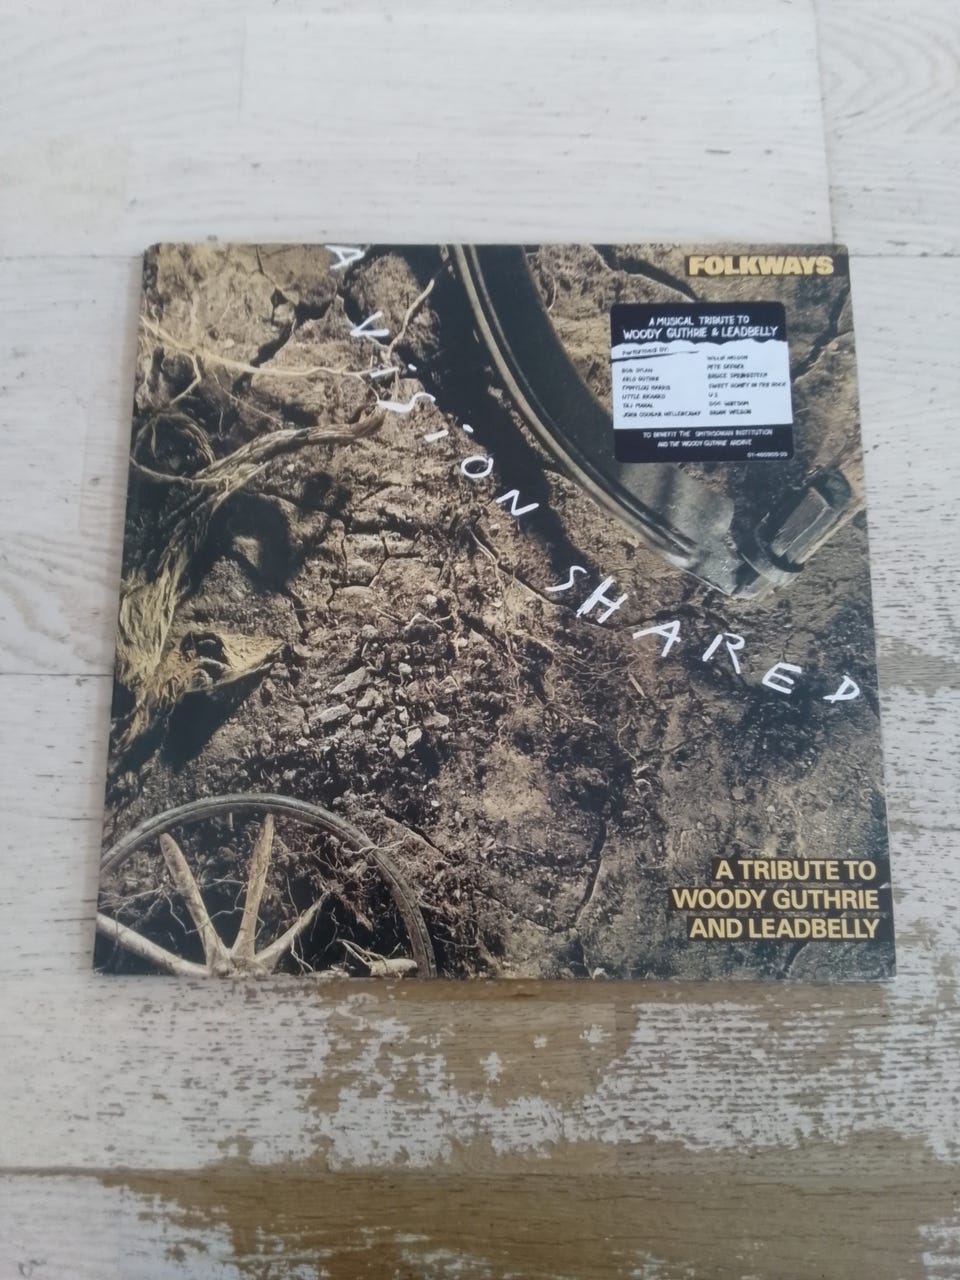 FOLKWAYS
A VISION SHARED
A MUSICAL TRIBUTE TO
WOODY GUTHRIE & LEADBELLY
Performed BY:
BOB DYLAN
ARLO GUTHRIE
EMMYLOU HARRIS
LITTLE RICHARD
TAJ MAHAL
JOHN COUGAR MELLENCAMP
WILLIE NELSON
PETE SEEGER
BRUCE SPRINGSTEEN
SWEET HONEY IN THE ROCK
U2
DOC WATSON
BRIAN WILSON
TO BENEFIT THE SMITHSONIAN INSTITUTION
AND THE WOODY GUTHRIE ARCHIVE
A TRIBUTE TO
WOODY GUTHRIE
AND LEADBELLY